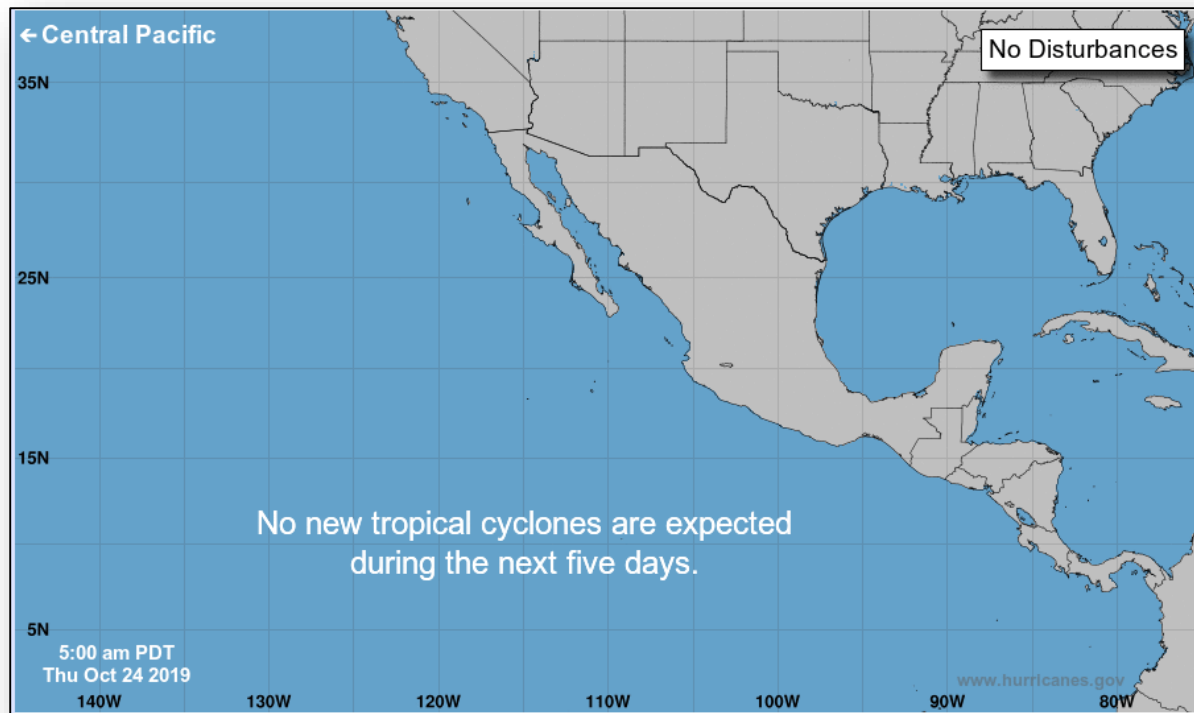 ← Central Pacific
No Disturbances
35N
25N
15N
No new tropical cyclones are expected
during the next five days.
5N
5:00 am PDT
Thu Oct 24 2019
www.hurricanes.gov
140W 130W 120W 110W 100W 90W 80W